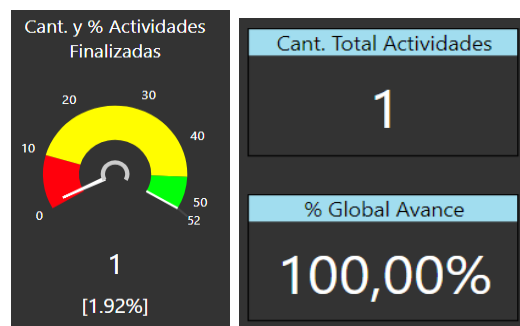 Cant. y % Actividades
Finalizadas
0
10
20
30
40
50
52
1
[1.92%]
Cant. Total Actividades
1
% Global Avance
100,00%